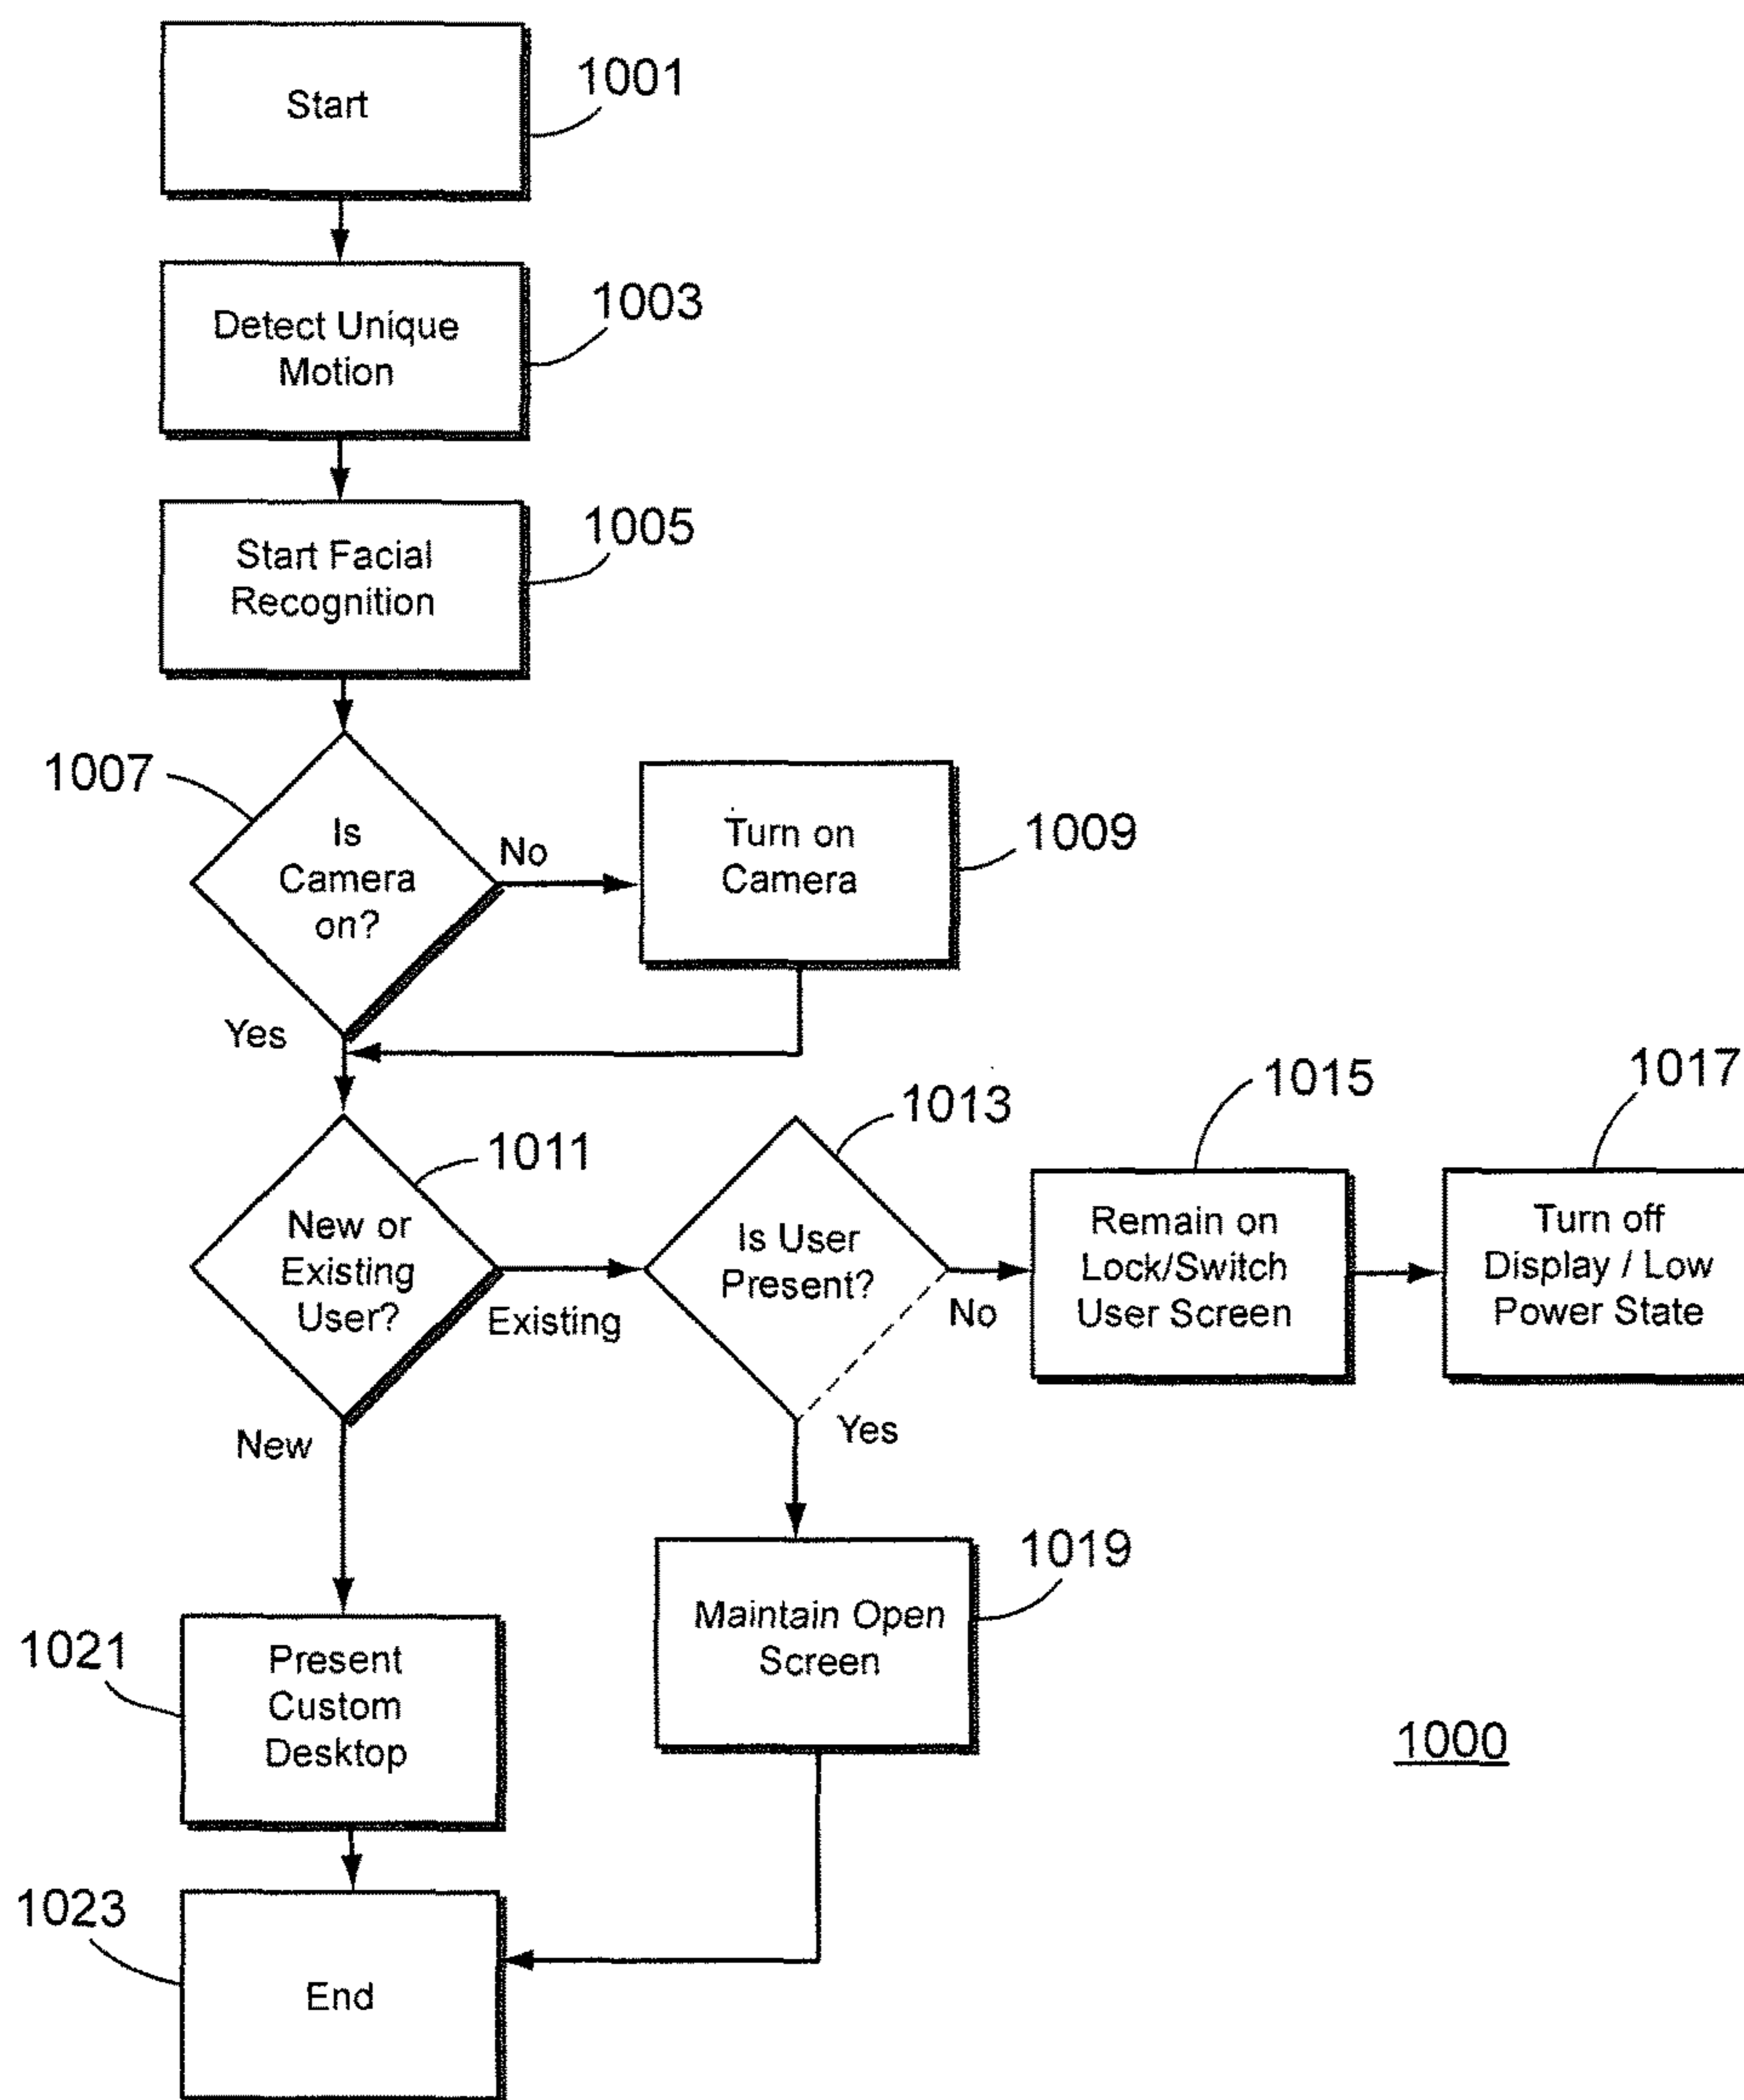 Start
1001
Detect Unique
Motion
1003
Start Facial
Recognition
1005
1007
Is
Camera
on?
No
Turn on
Camera
1009
Yes
1011
New or
Existing
User?
Existing
1013
Is User
Present?
No
1015
Remain on
Lock/Switch
User Screen
1017
Turn off
Display / Low
Power State
New
Yes
1019
Maintain Open
Screen
1021
Present
Custom
Desktop
1000
1023
End